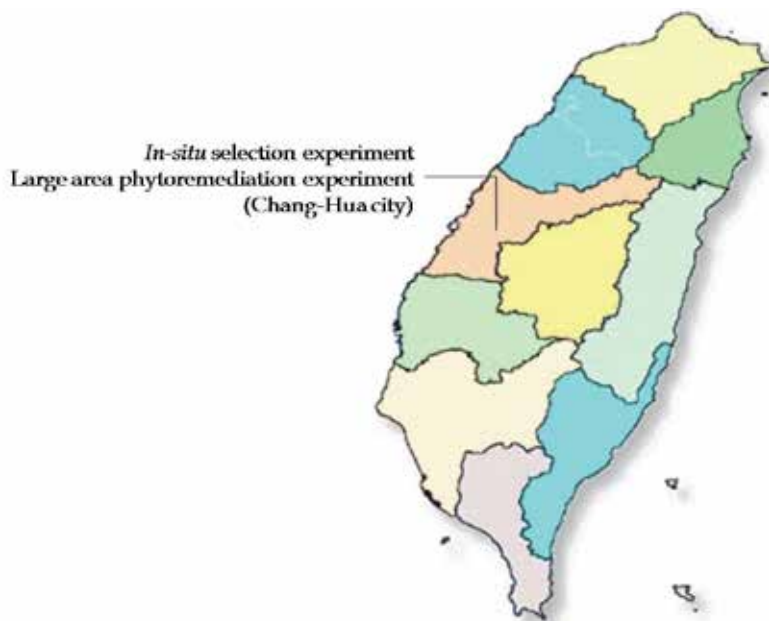 In-situ selection experiment
Large area phytoremediation experiment
(Chang-Hua city)